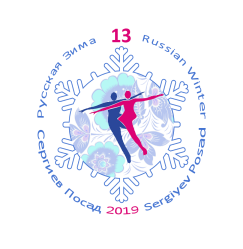 13
Русская Зима
Russian Winter
Сергиев Посад
2019
Sergiyev Posad